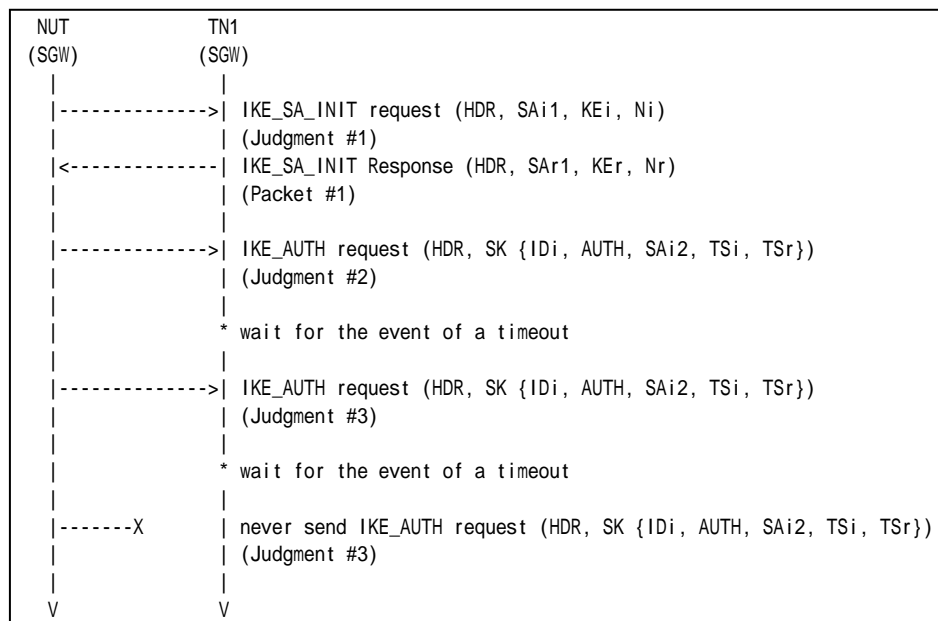 NUT TN1
(SGW) (SGW)
| |
|-------------->| IKE_SA_INIT request (HDR, SAi1, KEi, Ni)
| | (Judgment #1)
|<--------------| IKE_SA_INIT Response (HDR, SAr1, KEr, Nr)
| | (Packet #1)
| |
|-------------->| IKE_AUTH request (HDR, SK {IDi, AUTH, SAi2, TSi, TSr})
| | (Judgment #2)
| |
| * wait for the event of a timeout
| |
|-------------->| IKE_AUTH request (HDR, SK {IDi, AUTH, SAi2, TSi, TSr})
| | (Judgment #3)
| |
| * wait for the event of a timeout
| |
|-------X | never send IKE_AUTH request (HDR, SK {IDi, AUTH, SAi2, TSi, TSr})
| | (Judgment #3)
| |
V V